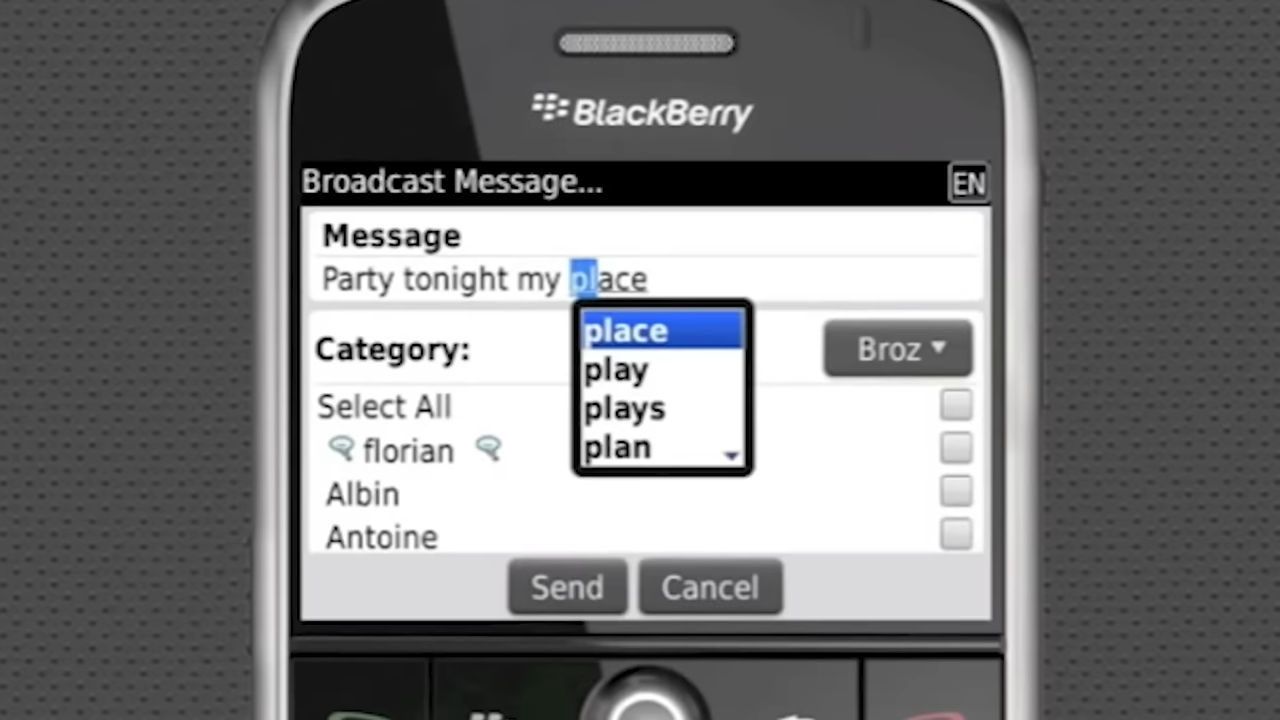 BlackBerry
Broadcast Message...
EN
Message
Party tonight my place
place
play
plays
plan
Category:
Broz
Select All
florian
Albin
Antoine
Send
Cancel